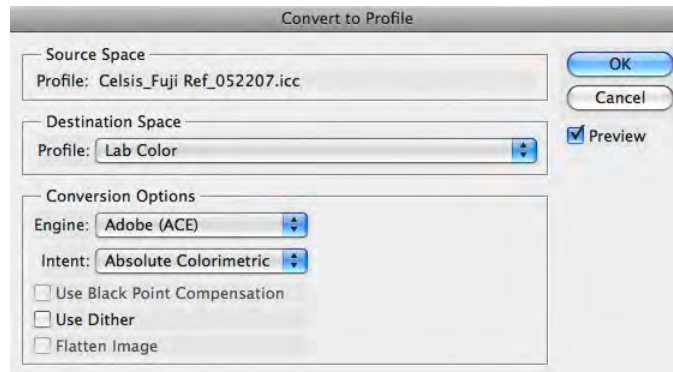 Convert to Profile
Source Space
Profile: Celsis_Fuji Ref_052207.icc
OK
Cancel
Destination Space
Profile: Lab Color
Preview
Conversion Options
Engine: Adobe (ACE)
Intent: Absolute Colorimetric
Use Black Point Compensation
Use Dither
Flatten Image